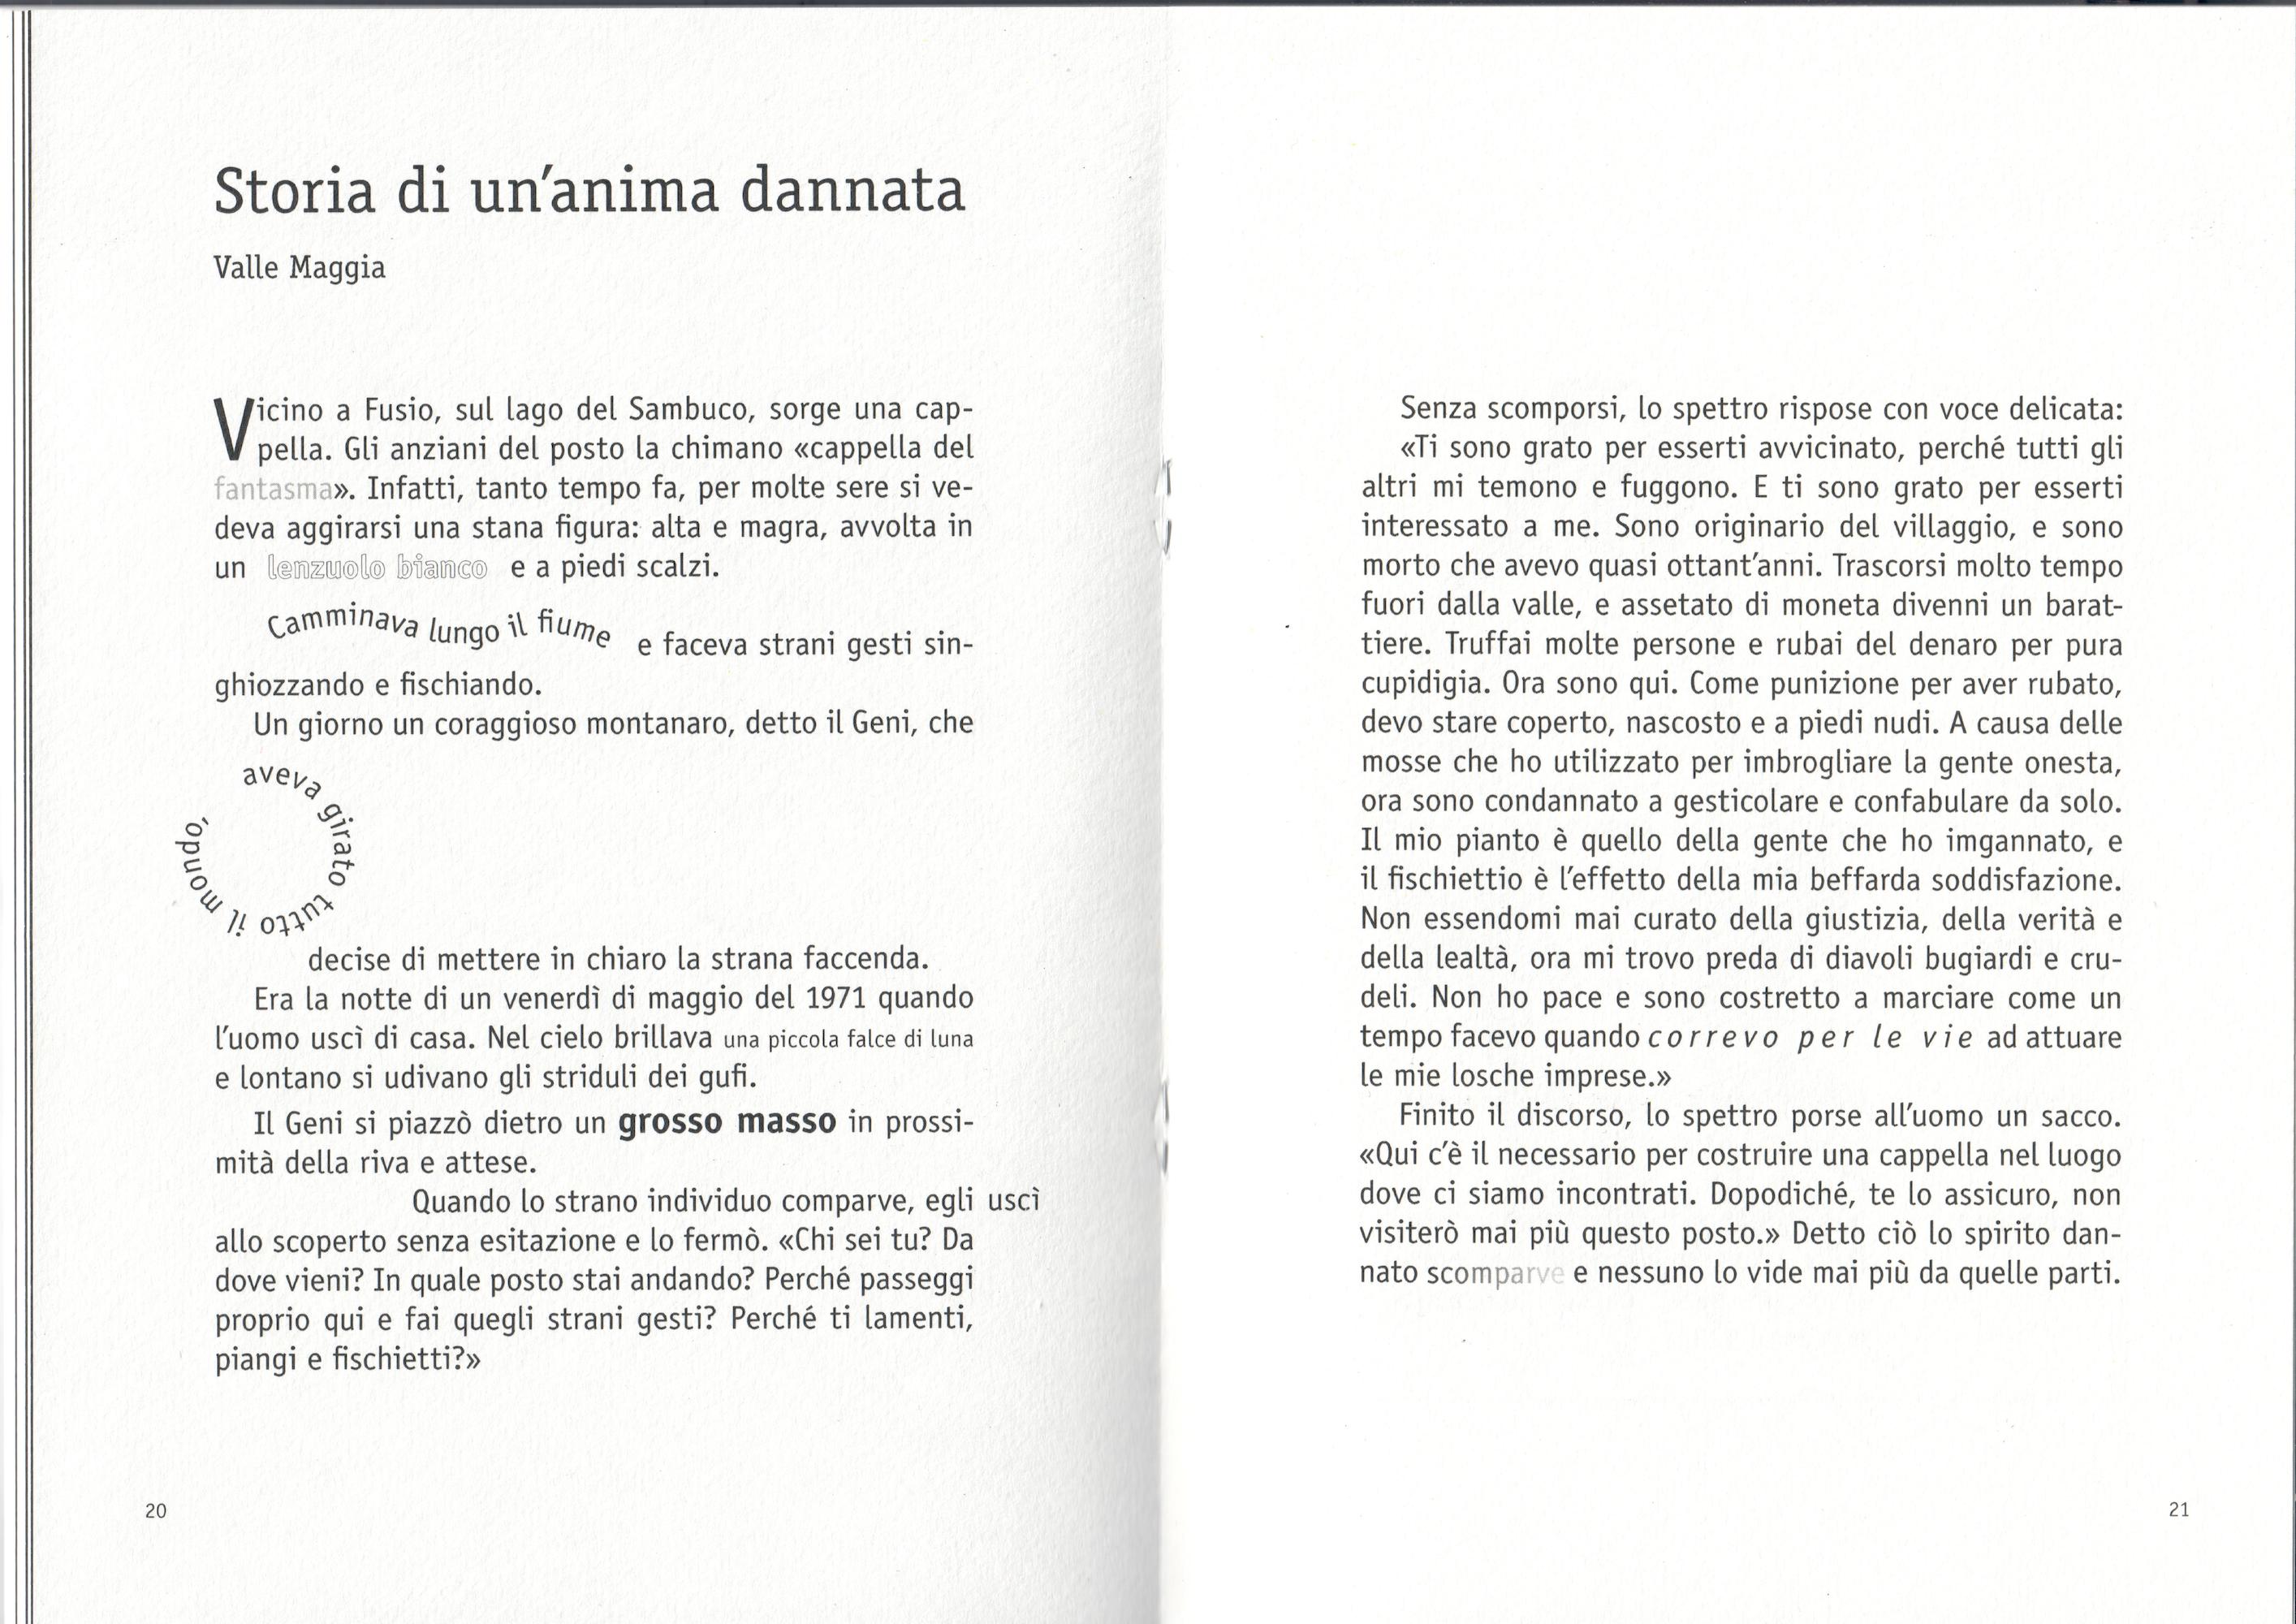 Storia di un'anima dannata
Valle Maggia
Vicino a Fusio, sul lago del Sambuco, sorge una cap-
pella. Gli anziani del posto la chimano «cappella del
fantasma». Infatti, tanto tempo fa, per molte sere si ve-
deva aggirarsi una stana figura: alta e magra, avvolta in
un lenzuolo bianco e a piedi scalzi.
Camminava lungo il fiume e faceva strani gesti sin-
ghiozzando e fischiando.
Un giorno un coraggioso montanaro, detto il Geni, che
aveva girato tutto il mondo,
decise di mettere in chiaro la strana faccenda.
Era la notte di un venerdì di maggio del 1971 quando
l'uomo uscì di casa. Nel cielo brillava una piccola falce di luna
e lontano si udivano gli striduli dei gufi.
Il Geni si piazzò dietro un grosso masso in prossi-
mità della riva e attese.
Quando lo strano individuo comparve, egli uscì
allo scoperto senza esitazione e lo fermò. «Chi sei tu? Da
dove vieni? In quale posto stai andando? Perché passeggi
proprio qui e fai quegli strani gesti? Perché ti lamenti,
piangi e fischietti?»
20
Senza scomporsi, lo spettro rispose con voce delicata:
«Ti sono grato per esserti avvicinato, perché tutti gli
altri mi temono e fuggono. E ti sono grato per esserti
interessato a me. Sono originario del villaggio, e sono
morto che avevo quasi ottant'anni. Trascorsi molto tempo
fuori dalla valle, e assetato di moneta divenni un barat-
tiere. Truffai molte persone e rubai del denaro per pura
cupidigia. Ora sono qui. Come punizione per aver rubato,
devo stare coperto, nascosto e a piedi nudi. A causa delle
mosse che ho utilizzato per imbrogliare la gente onesta,
ora sono condannato a gesticolare e confabulare da solo.
Il mio pianto è quello della gente che ho imgannato, e
il fischiettio è l'effetto della mia beffarda soddisfazione.
Non essendomi mai curato della giustizia, della verità e
della lealtà, ora mi trovo preda di diavoli bugiardi e cru-
deli. Non ho pace e sono costretto a marciare come un
tempo facevo quando correvo per le vie ad attuare
le mie losche imprese.»
Finito il discorso, lo spettro porse all'uomo un sacco.
«Qui c'è il necessario per costruire una cappella nel luogo
dove ci siamo incontrati. Dopodiché, te lo assicuro, non
visiterò mai più questo posto.» Detto ciò lo spirito dan-
nato scomparve e nessuno lo vide mai più da quelle parti.
21